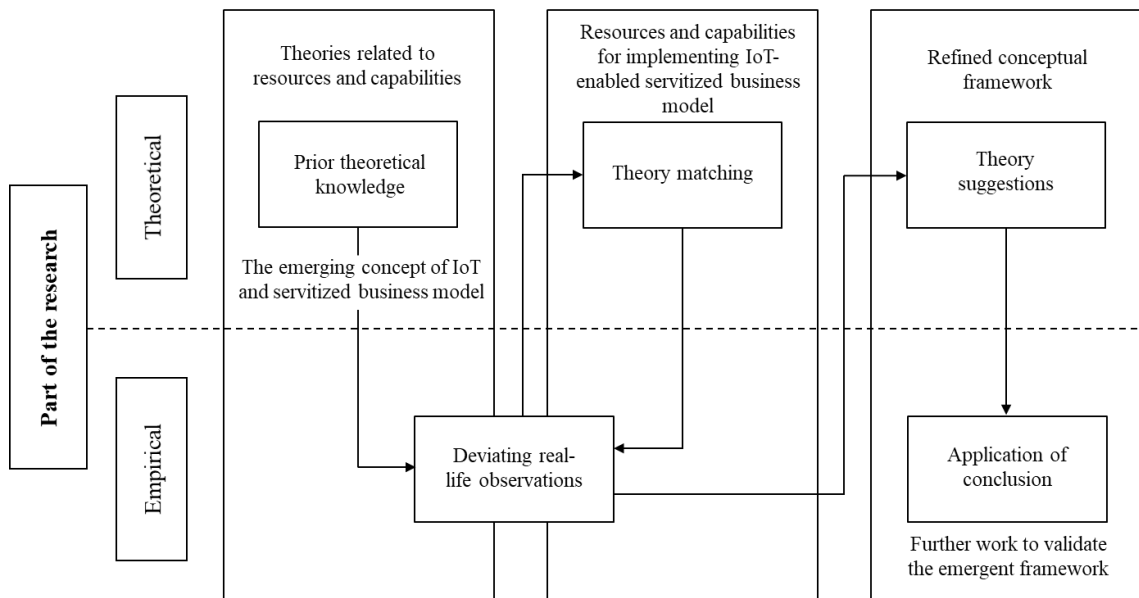 Part of the research
Theoretical
Empirical
Theories related to
resources and capabilities
Prior theoretical
knowledge
The emerging concept of IoT
and servitized business model
Resources and capabilities
for implementing IoT-
enabled servitized business
model
Theory matching
Deviating real-
life observations
Refined conceptual
framework
Theory
suggestions
Application of
conclusion
Further work to validate
the emergent framework